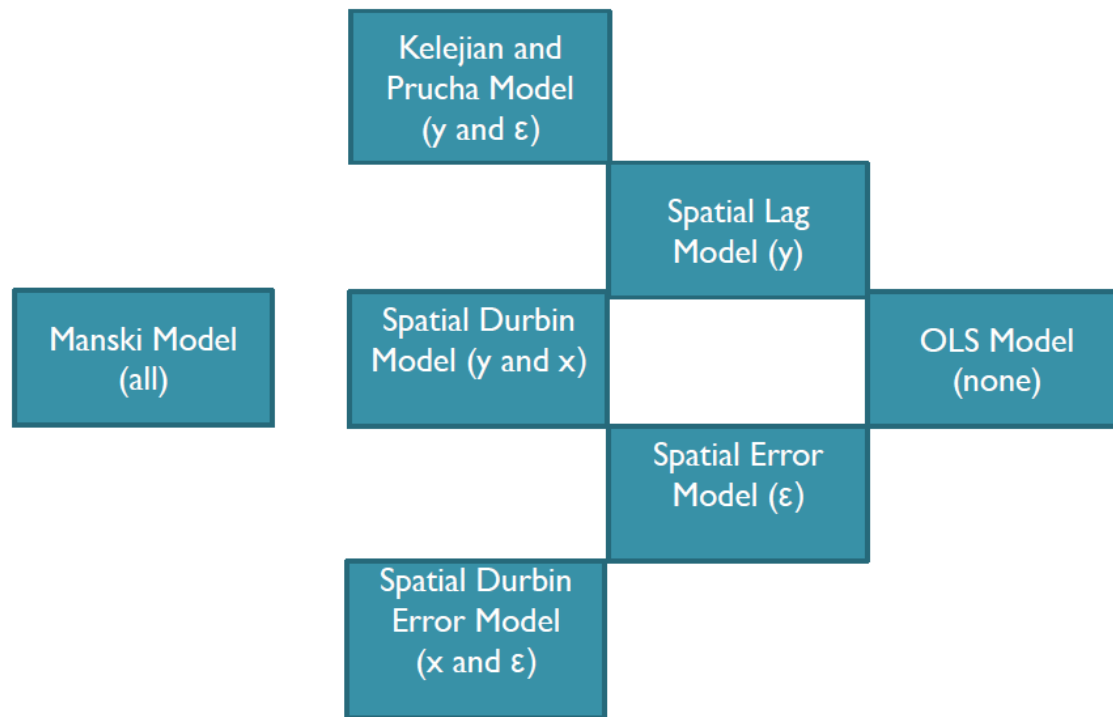 Kelejian and
Prucha Model
(y and ε)
Spatial Lag
Model (y)
Manski Model
(all)
Spatial Durbin
Model (y and x)
OLS Model
(none)
Spatial Error
Model (ε)
Spatial Durbin
Error Model
(x and ε)